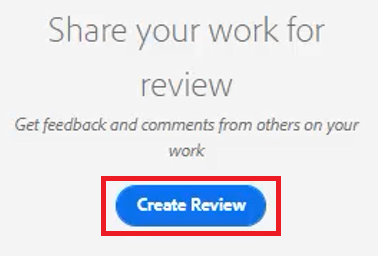 Share your work for
review
Get feedback and comments from others on your
work
Create Review